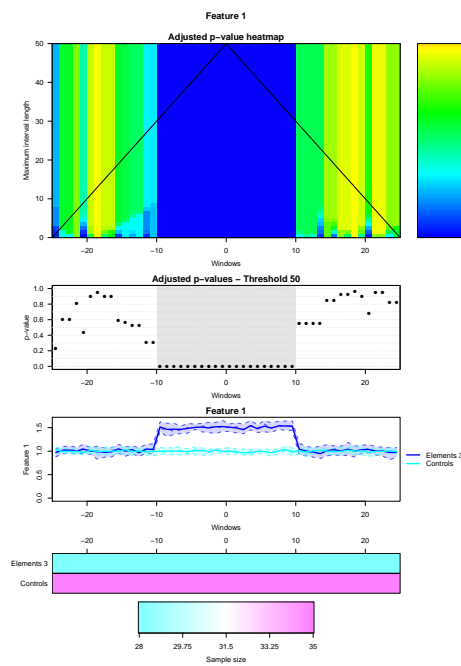 Feature 1
Adjusted p−value heatmap
Maximum interval length
50
40
30
20
10
0
−20 −10 0 10 20
Windows
Adjusted p−values − Threshold 50
p−value
1.0
0.8
0.6
0.4
0.2
0.0
−20 −10 0 10 20
Windows
Feature 1
Feature 1
1.5
1.0
0.5
0.0
Elements 3
Controls
−20 −10 0 10 20
Windows
−20 −10 0 10 20
Elements 3
Controls
28 29.75 31.5 33.25 35
Sample size